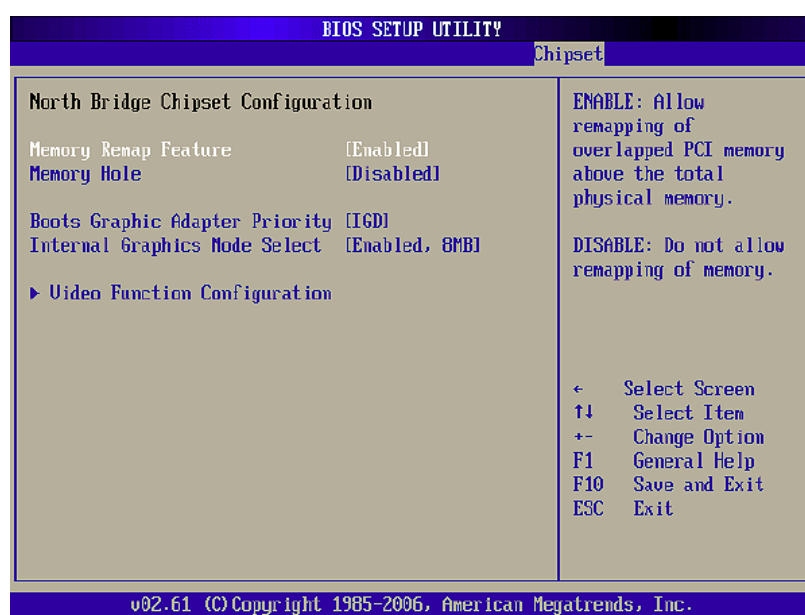 BIOS SETUP UTILITY
Chipset
North Bridge Chipset Configuration
Memory Remap Feature [Enabled]
Memory Hole [Disabled]
Boots Graphic Adapter Priority [IGD]
Internal Graphics Mode Select [Enabled, 8MB]
▶ Video Function Configuration
ENABLE: Allow
remapping of
overlapped PCI memory
above the total
physical memory.
DISABLE: Do not allow
remapping of memory.
← Select Screen
↑↓ Select Item
+- Change Option
F1 General Help
F10 Save and Exit
ESC Exit
v02.61 (C)Copyright 1985-2006, American Megatrends, Inc.